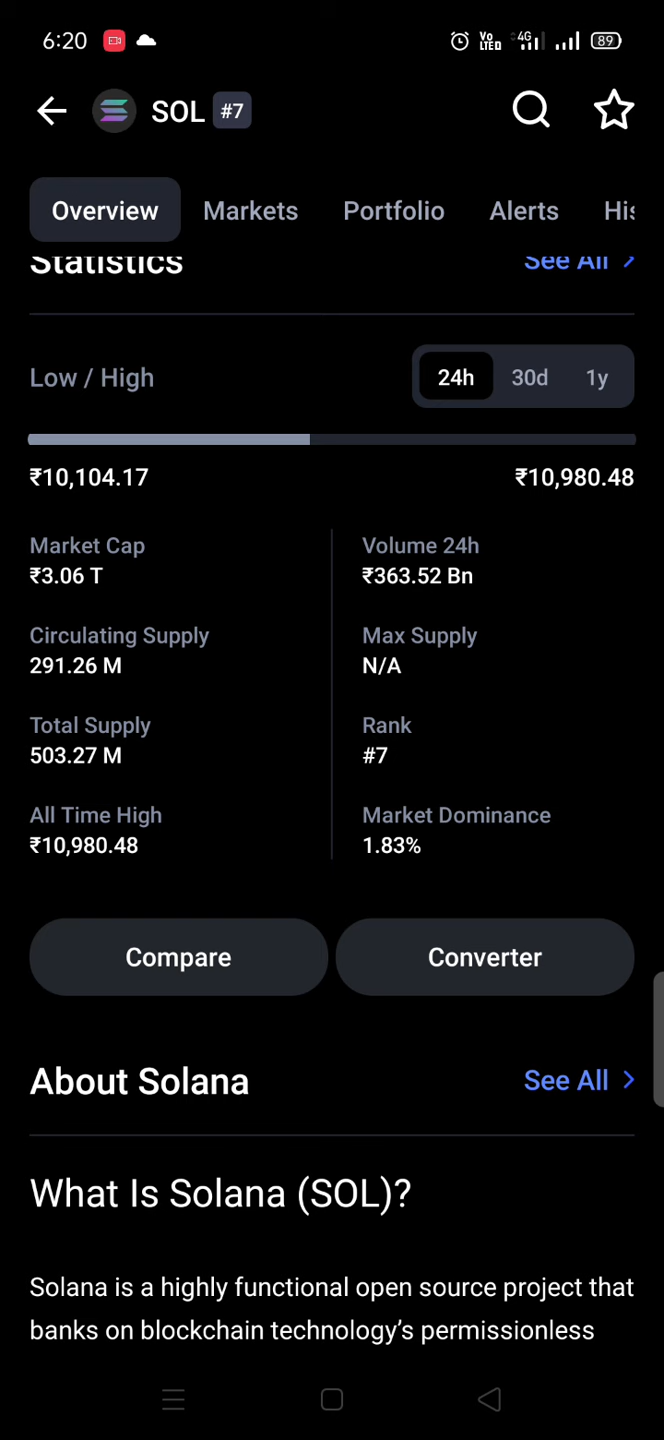 6:20 Vo LTED 4G 89
SOL #7
Overview Markets Portfolio Alerts His
Statistics See All
Low / High 24h 30d 1y
₹10,104.17 ₹10,980.48
Market Cap Volume 24h
₹3.06 T ₹363.52 Bn
Circulating Supply Max Supply
291.26 M N/A
Total Supply Rank
503.27 M #7
All Time High Market Dominance
₹10,980.48 1.83%
Compare Converter
About Solana See All
What Is Solana (SOL)?
Solana is a highly functional open source project that
banks on blockchain technology’s permissionless